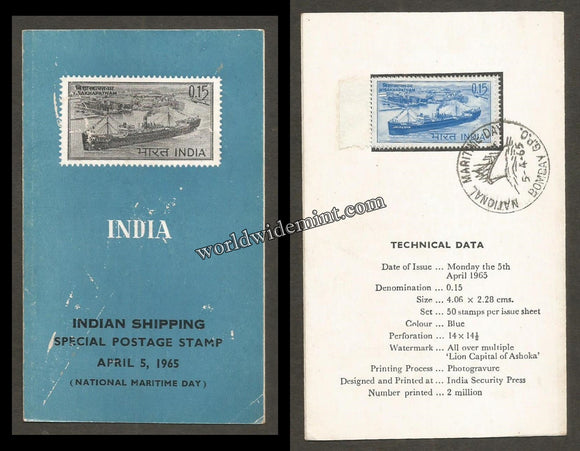 विशाखापतनम
VISAKHAPATNAM
0.15
भारत INDIA
INDIA
INDIAN SHIPPING
SPECIAL POSTAGE STAMP
APRIL 5, 1965
(NATIONAL MARITIME DAY)
0.15
भारत INDIA
NATIONAL MARITIME DAY
5-4-65
BOMBAY G.P.O.
TECHNICAL DATA
Date of Issue ... Monday the 5th
April 1965
Denomination ... 0.15
Size ... 4.06 × 2.28 cms.
Set ... 50 stamps per issue sheet
Colour ... Blue
Perforation ... 14 × 14½
Watermark ... All over multiple
'Lion Capital of Ashoka'
Printing Process ... Photogravure
Designed and Printed at ... India Security Press
Number printed ... 2 million
worldwidemint.com